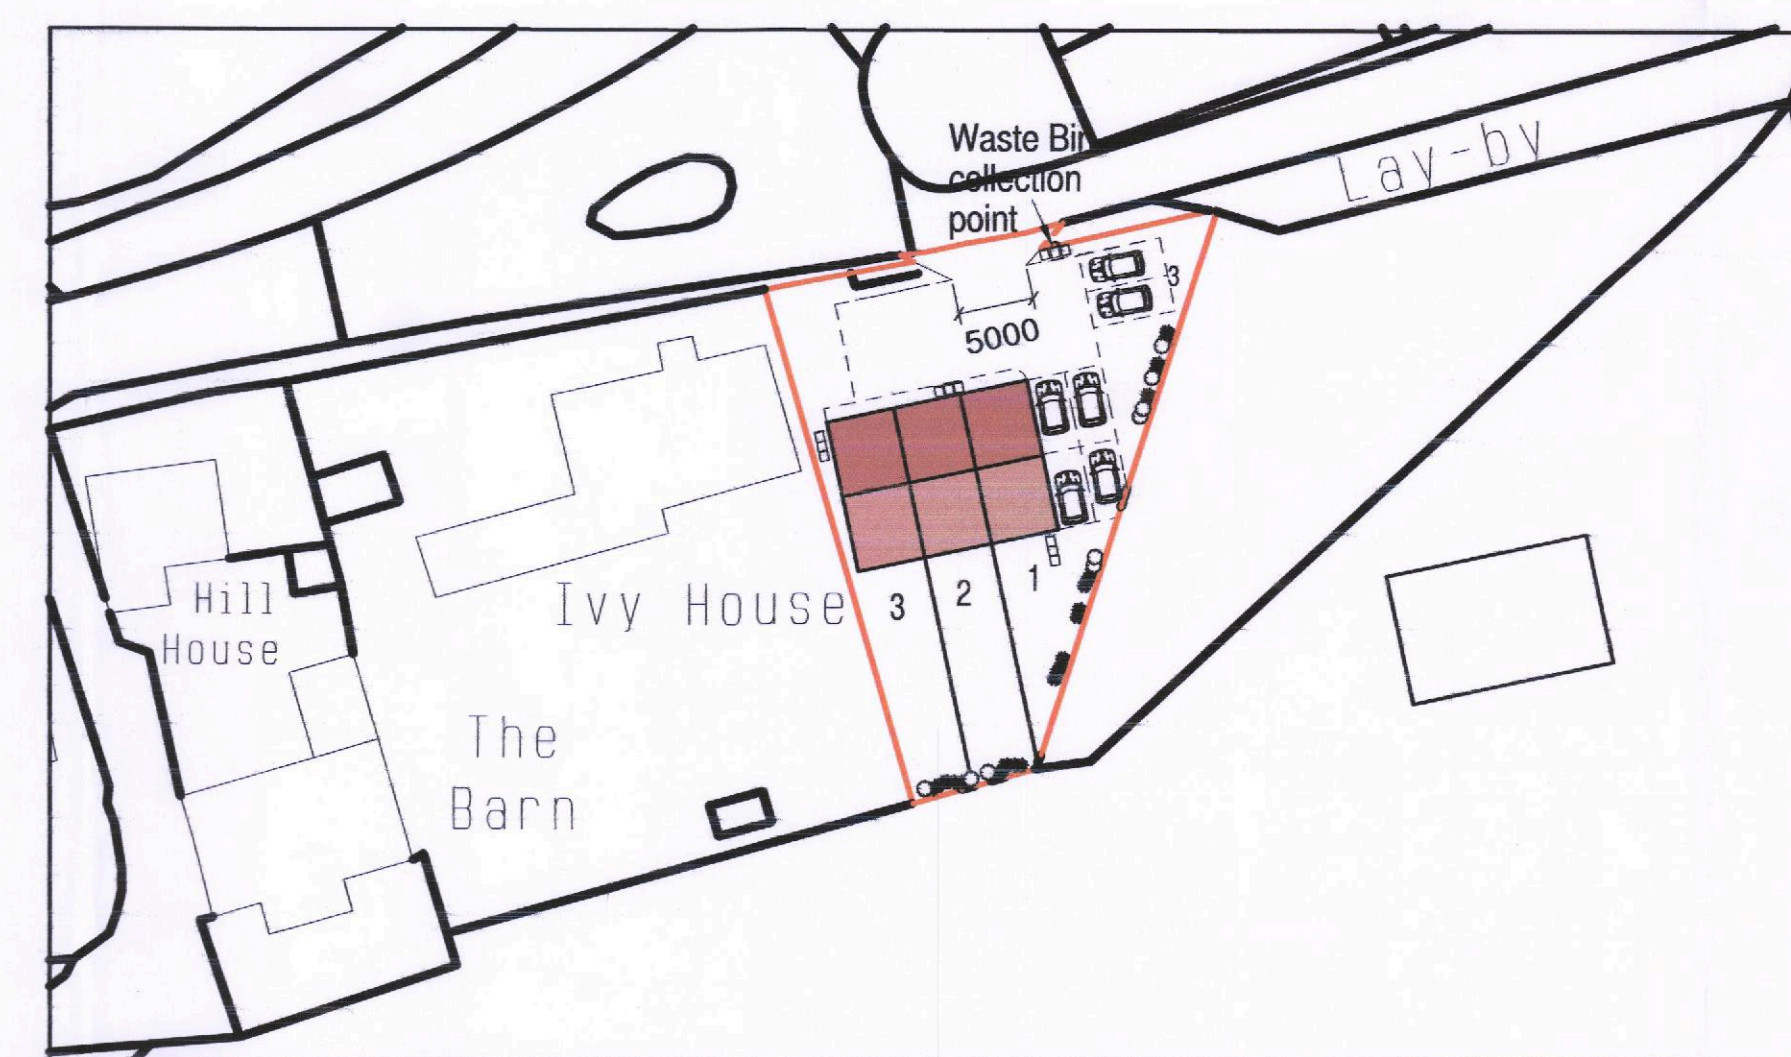 Waste Bin
collection
point
Lay-by
3
5000
Hill
House
Ivy House
3
2
1
The
Barn